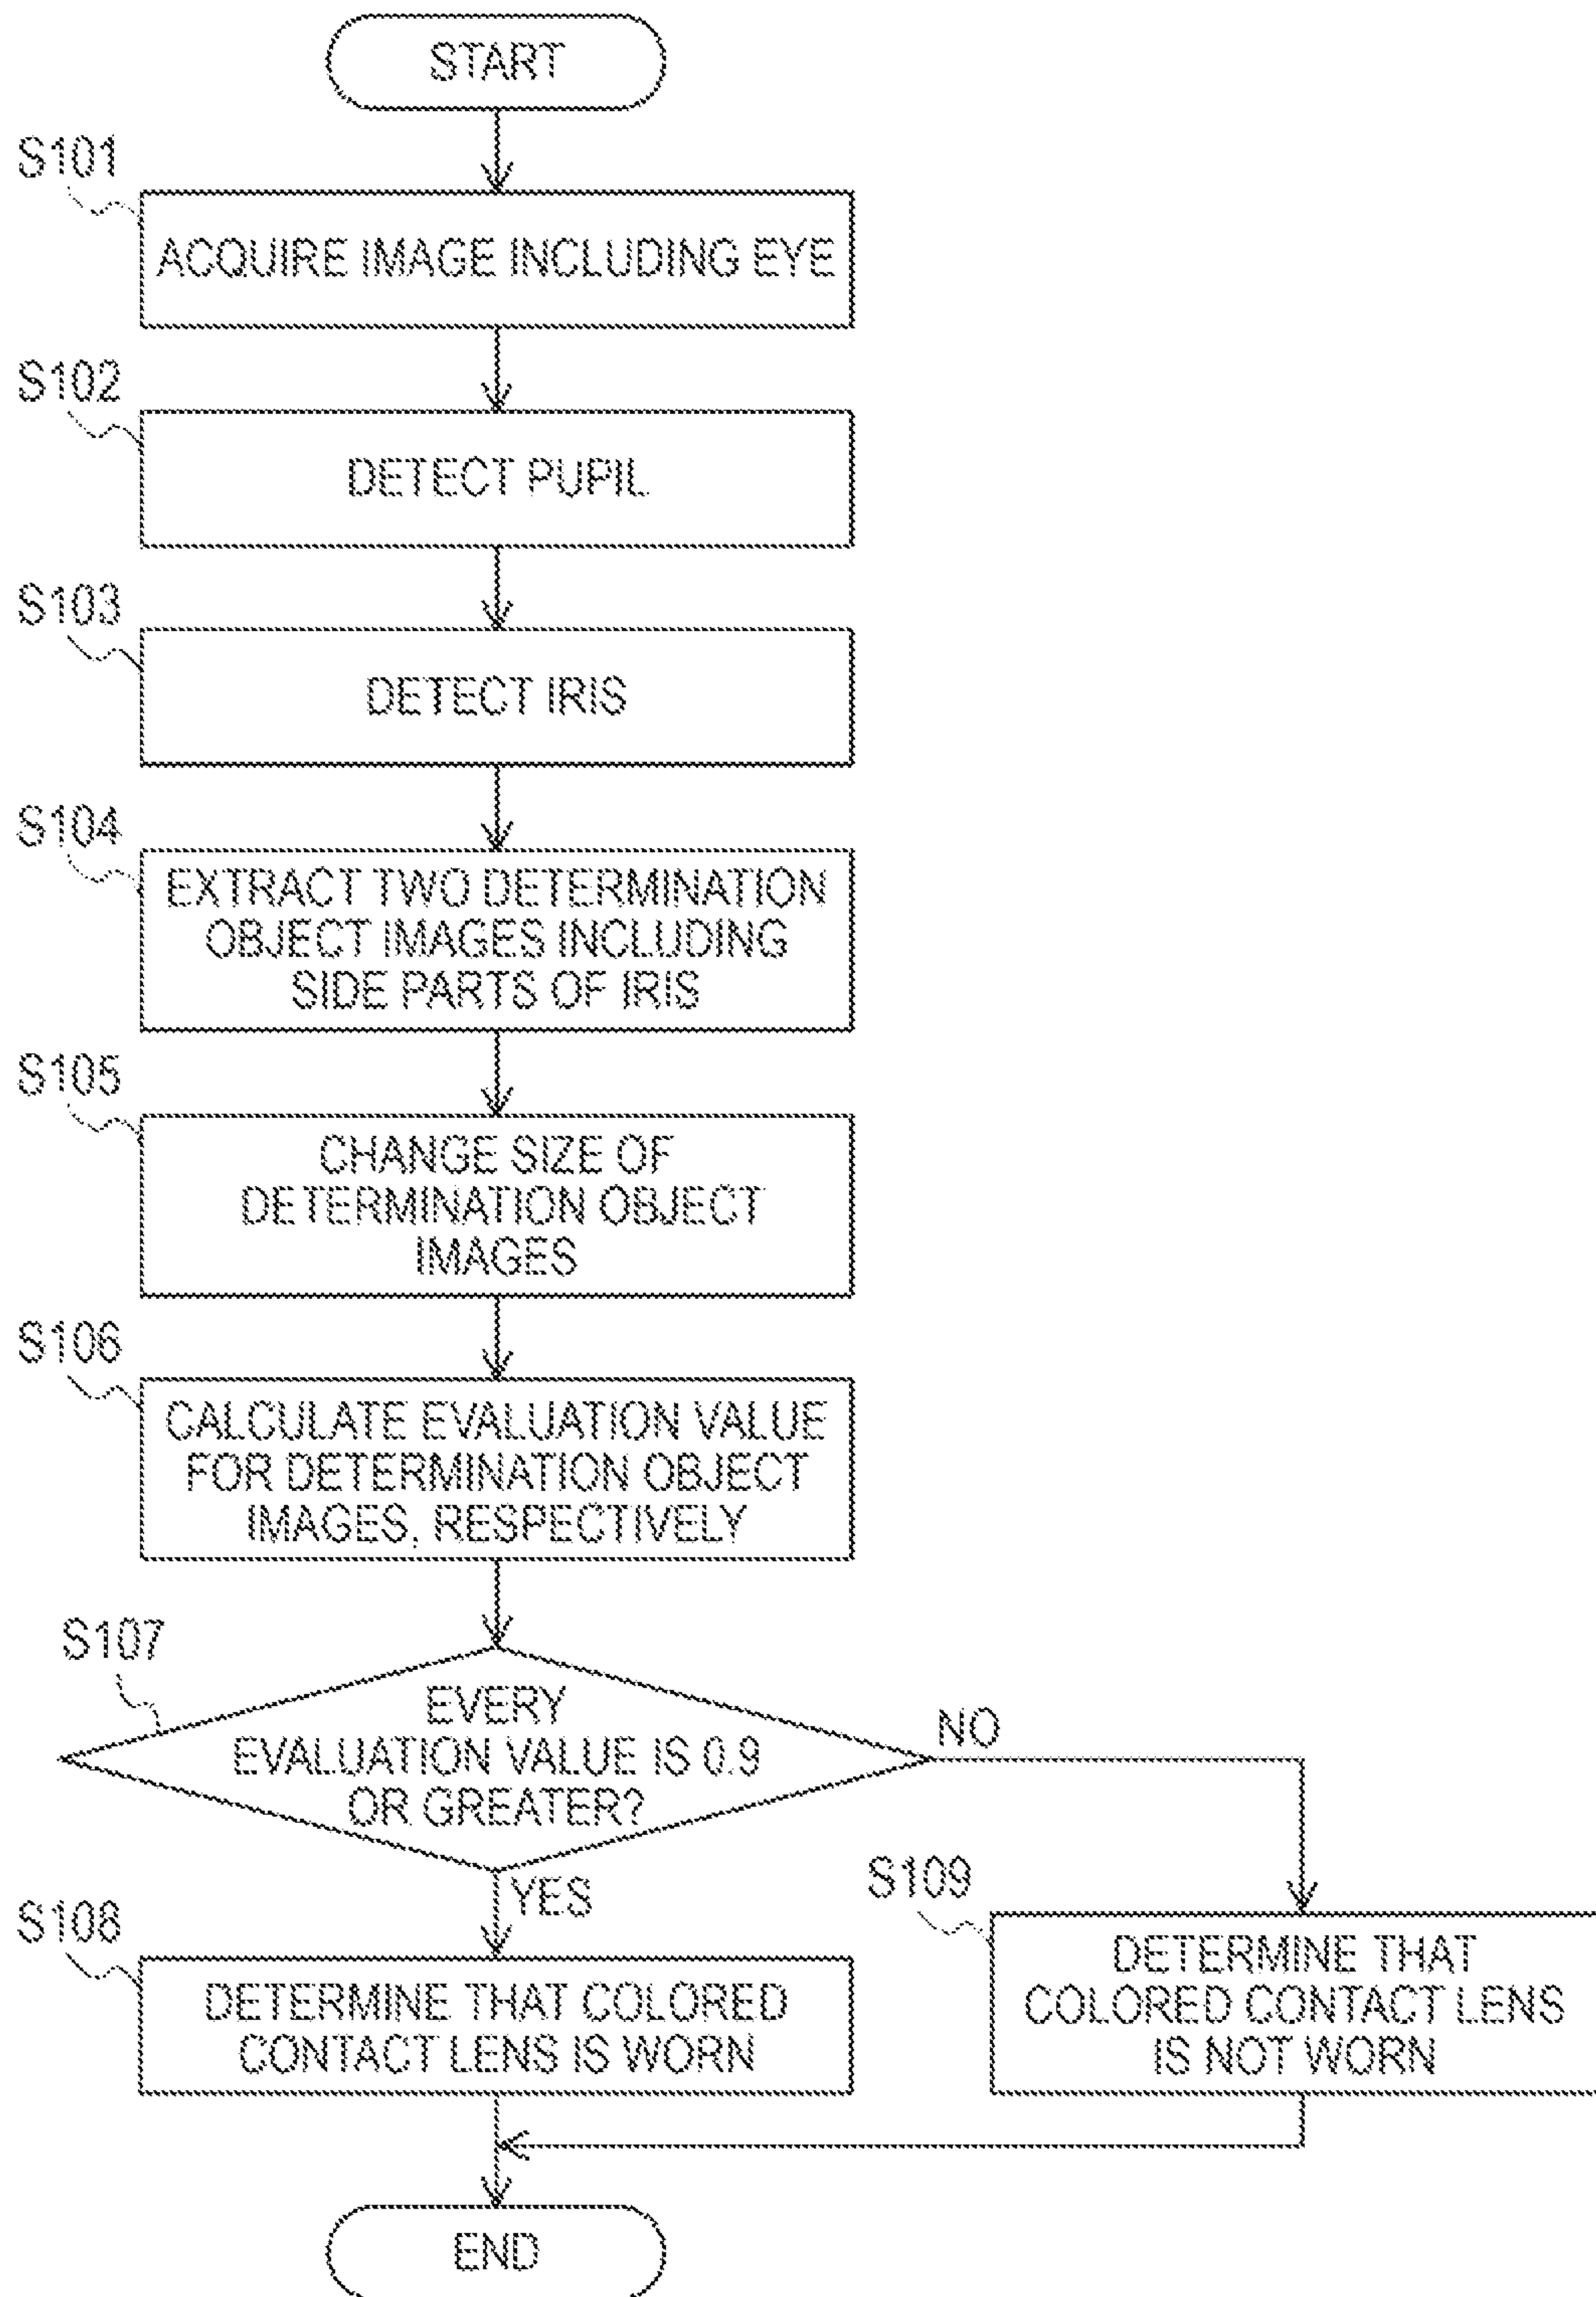 START
S101
ACQUIRE IMAGE INCLUDING EYE
S102
DETECT PUPIL
S103
DETECT IRIS
S104
EXTRACT TWO DETERMINATION
OBJECT IMAGES INCLUDING
SIDE PARTS OF IRIS
S105
CHANGE SIZE OF
DETERMINATION OBJECT
IMAGES
S106
CALCULATE EVALUATION VALUE
FOR DETERMINATION OBJECT
IMAGES, RESPECTIVELY
S107
EVERY
EVALUATION VALUE IS 0.9
OR GREATER?
NO
YES
S108
DETERMINE THAT COLORED
CONTACT LENS IS WORN
S109
DETERMINE THAT
COLORED CONTACT LENS
IS NOT WORN
END